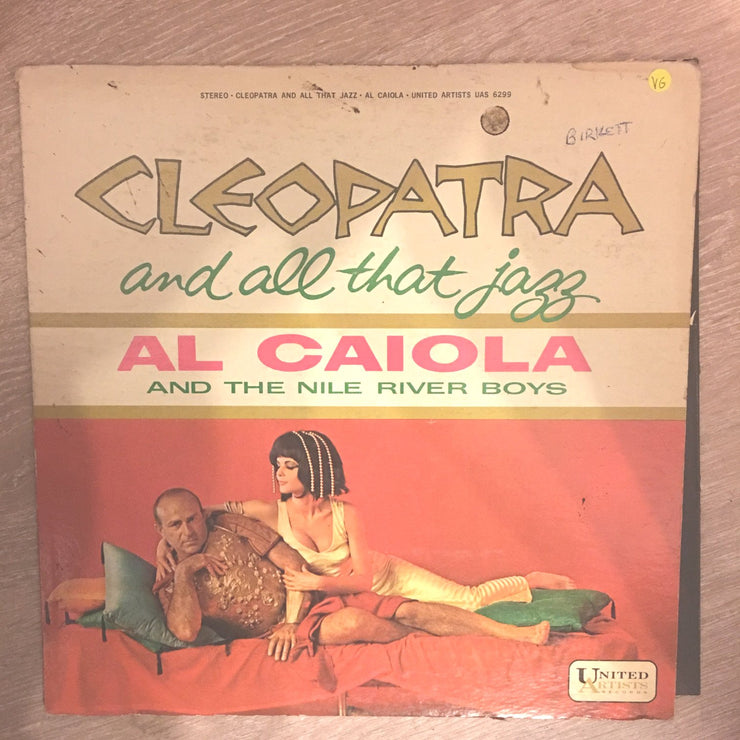 VG
STEREO · CLEOPATRA AND ALL THAT JAZZ · AL CAIOLA · UNITED ARTISTS UAS 6299
BIRKETT
CLEOPATRA
and all that jazz
AL CAIOLA
AND THE NILE RIVER BOYS
UNITED
ARTISTS
RECORDS